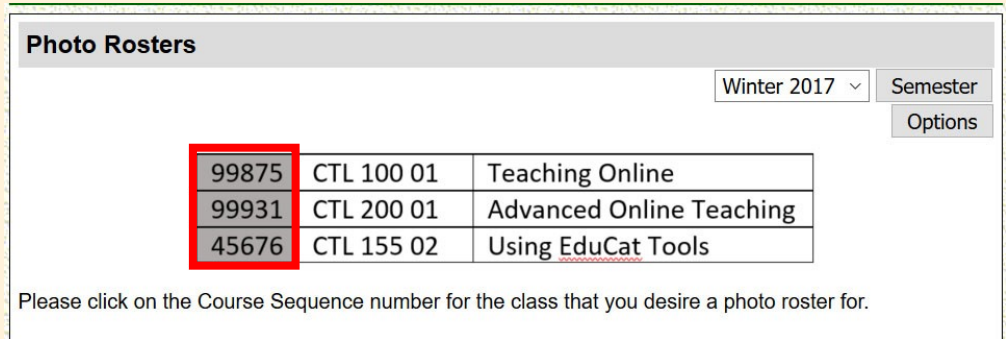 Photo Rosters
Winter 2017 Semester
Options
99875 CTL 100 01 Teaching Online
99931 CTL 200 01 Advanced Online Teaching
45676 CTL 155 02 Using EduCat Tools
Please click on the Course Sequence number for the class that you desire a photo roster for.